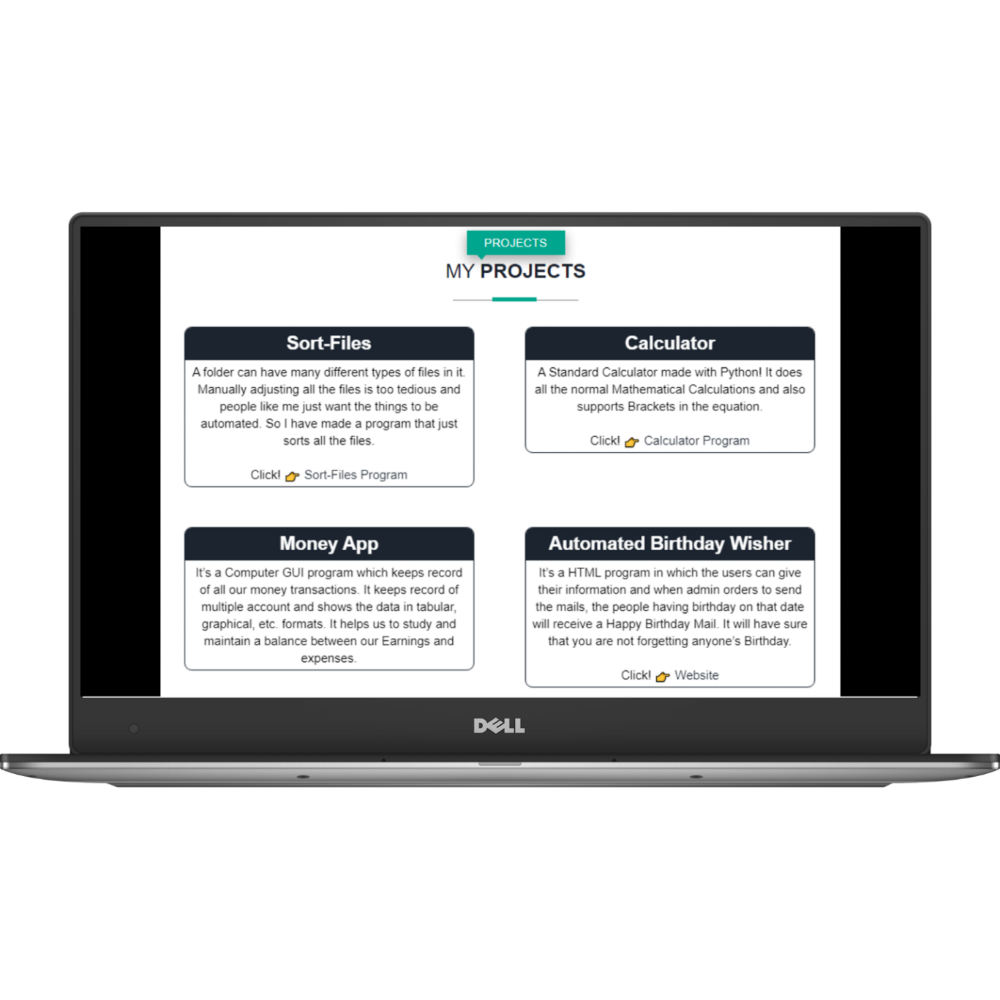 PROJECTS
MY PROJECTS
Sort-Files
A folder can have many different types of files in it.
Manually adjusting all the files is too tedious and
people like me just want the things to be
automated. So I have made a program that just
sorts all the files.
Click! 👉 Sort-Files Program
Calculator
A Standard Calculator made with Python! It does
all the normal Mathematical Calculations and also
supports Brackets in the equation.
Click! 👉 Calculator Program
Money App
It's a Computer GUI program which keeps record
of all our money transactions. It keeps record of
multiple account and shows the data in tabular,
graphical, etc. formats. It helps us to study and
maintain a balance between our Earnings and
expenses.
Automated Birthday Wisher
It's a HTML program in which the users can give
their information and when admin orders to send
the mails, the people having birthday on that date
will receive a Happy Birthday Mail. It will have sure
that you are not forgetting anyone's Birthday.
Click! 👉 Website
DELL